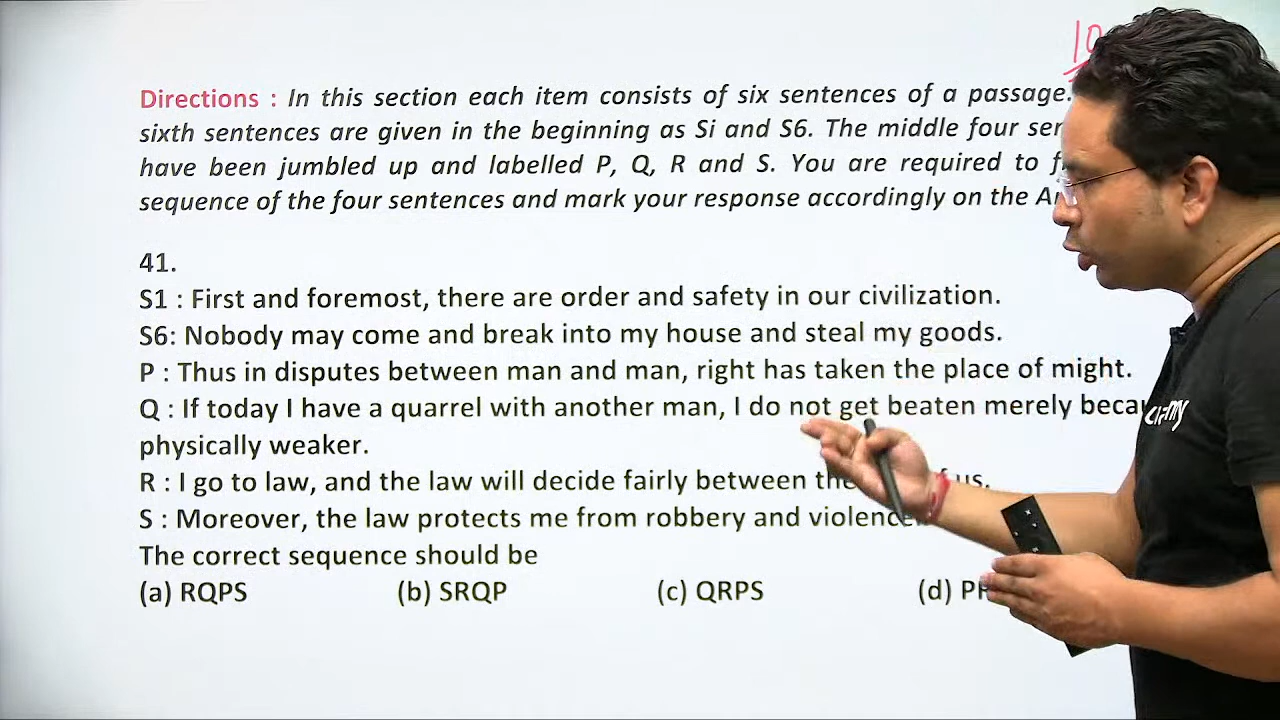 10
Directions : In this section each item consists of six sentences of a passage.
sixth sentences are given in the beginning as Si and S6. The middle four
have been jumbled up and labelled P, Q, R and S. You are required to
sequence of the four sentences and mark your response accordingly on the
41.
S1 : First and foremost, there are order and safety in our civilization.
S6: Nobody may come and break into my house and steal my goods.
P : Thus in disputes between man and man, right has taken the place of might.
Q : If today I have a quarrel with another man, I do not get beaten merely
physically weaker.
R : I go to law, and the law will decide fairly between the of us.
S : Moreover, the law protects me from robbery and violence.
The correct sequence should be
(a) RQPS (b) SRQP (c) QRPS (d)